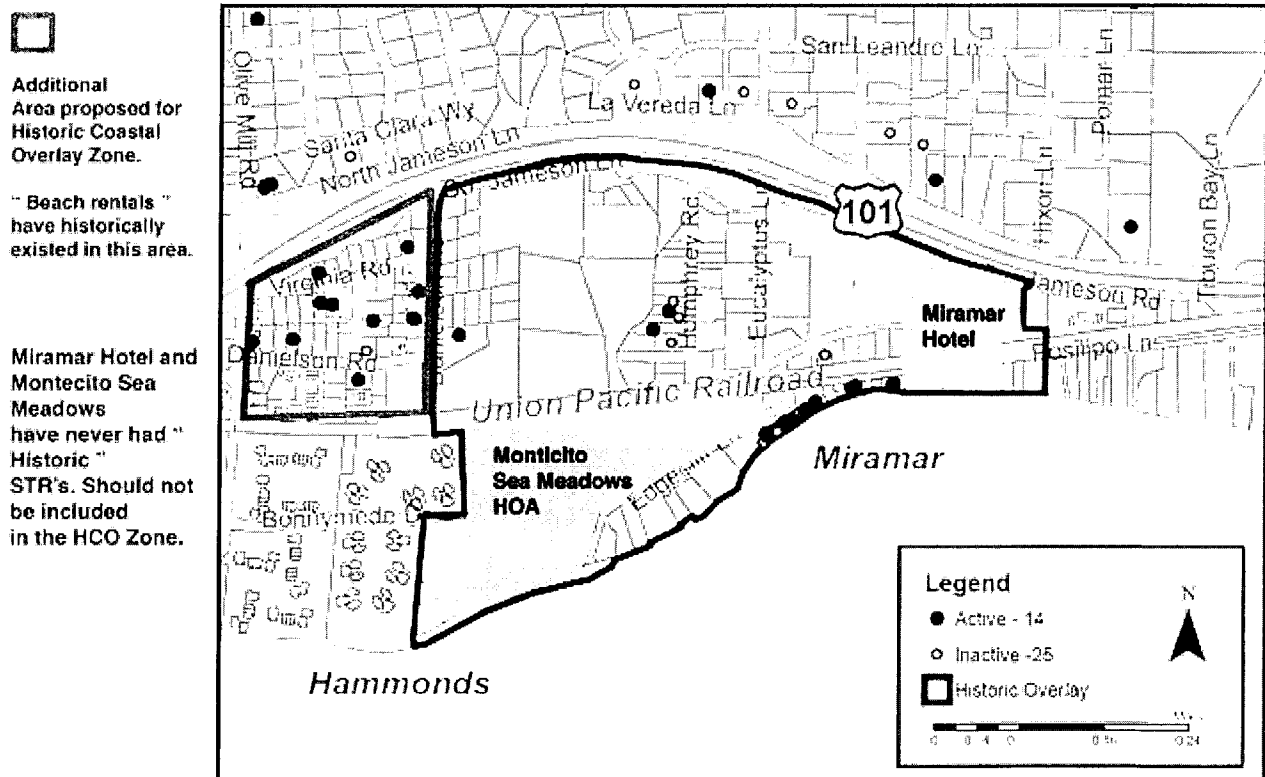 Additional
Area proposed for
Historic Coastal
Overlay Zone.
" Beach rentals "
have historically
existed in this area.
Miramar Hotel and
Montecito Sea
Meadows
have never had "
Historic "
STR's. Should not
be included
in the HCO Zone.
Olive Mill Rd
Santa Clara Wy
North Jameson Ln
Jameson Ln
La Vereda Ln
San Leandro Ln
Hixon Ln
Tiburon Bay Ln
101
Virginia Rd
Danielson Rd
Humphrey Rd
Eucalyptus Ln
Jameson Rd
Posilipo Ln
Miramar
Hotel
Union Pacific Railroad
Monticito
Sea Meadows
HOA
Miramar
Bonnymede
Hammonds
Legend
N
Active - 14
Inactive -25
Historic Overlay